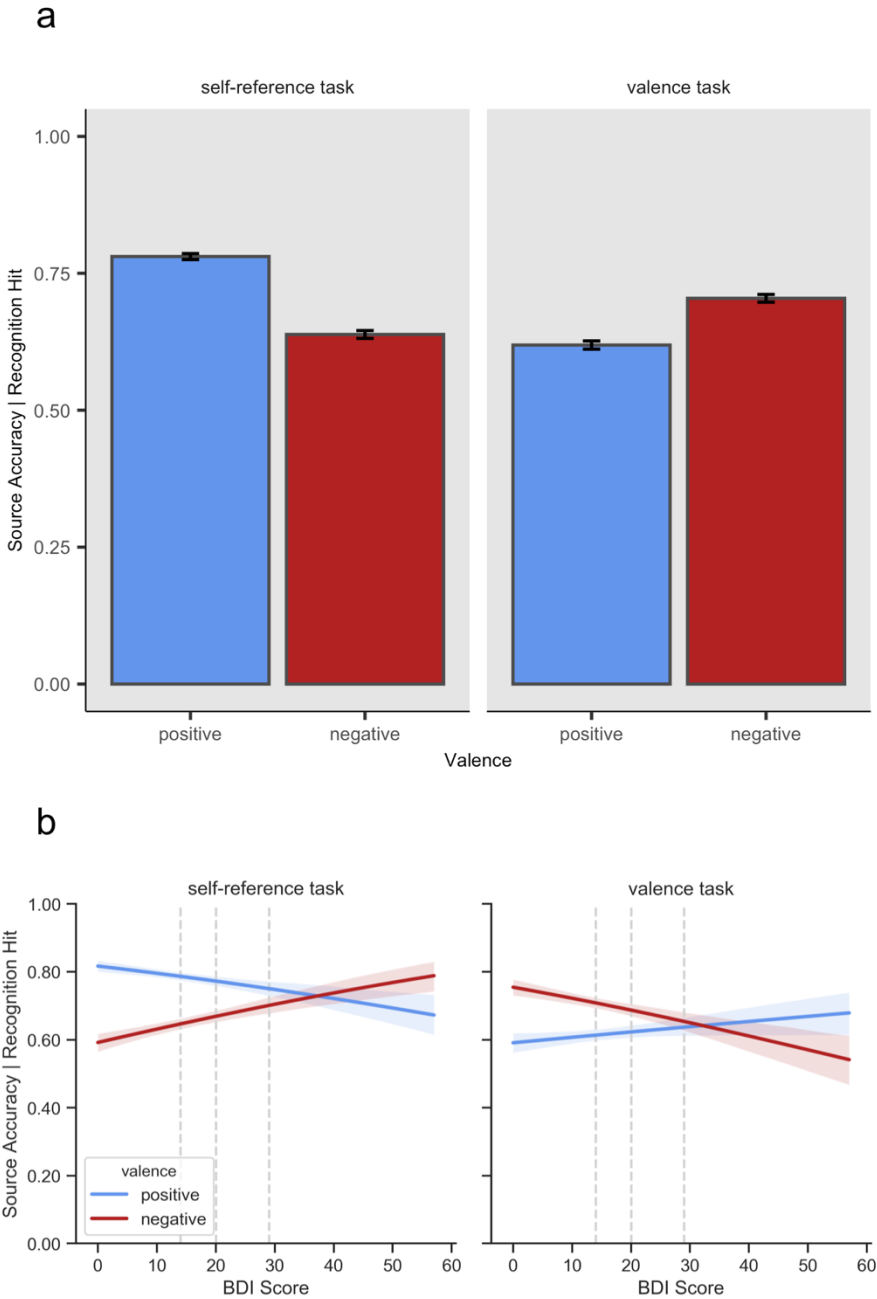 a
self-reference task
valence task
Source Accuracy | Recognition Hit
1.00
0.75
0.50
0.25
0.00
positive
negative
positive
negative
Valence
b
self-reference task
valence task
Source Accuracy | Recognition Hit
1.00
0.80
0.60
0.40
0.20
0.00
valence
positive
negative
0 10 20 30 40 50 60
0 10 20 30 40 50 60
BDI Score
BDI Score